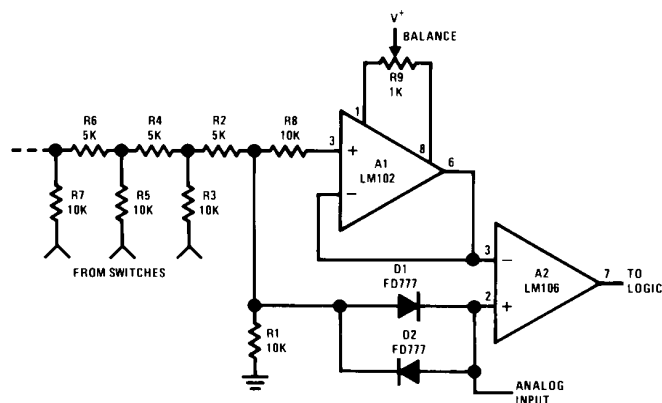 V+
BALANCE
R9
1K
1
8
R6
5K
R4
5K
R2
5K
R8
10K
3
+
A1
LM102
6
−
R7
10K
R5
10K
R3
10K
FROM SWITCHES
D1
FD777
3
−
A2
LM106
7
TO
LOGIC
2
+
R1
10K
D2
FD777
ANALOG
INPUT